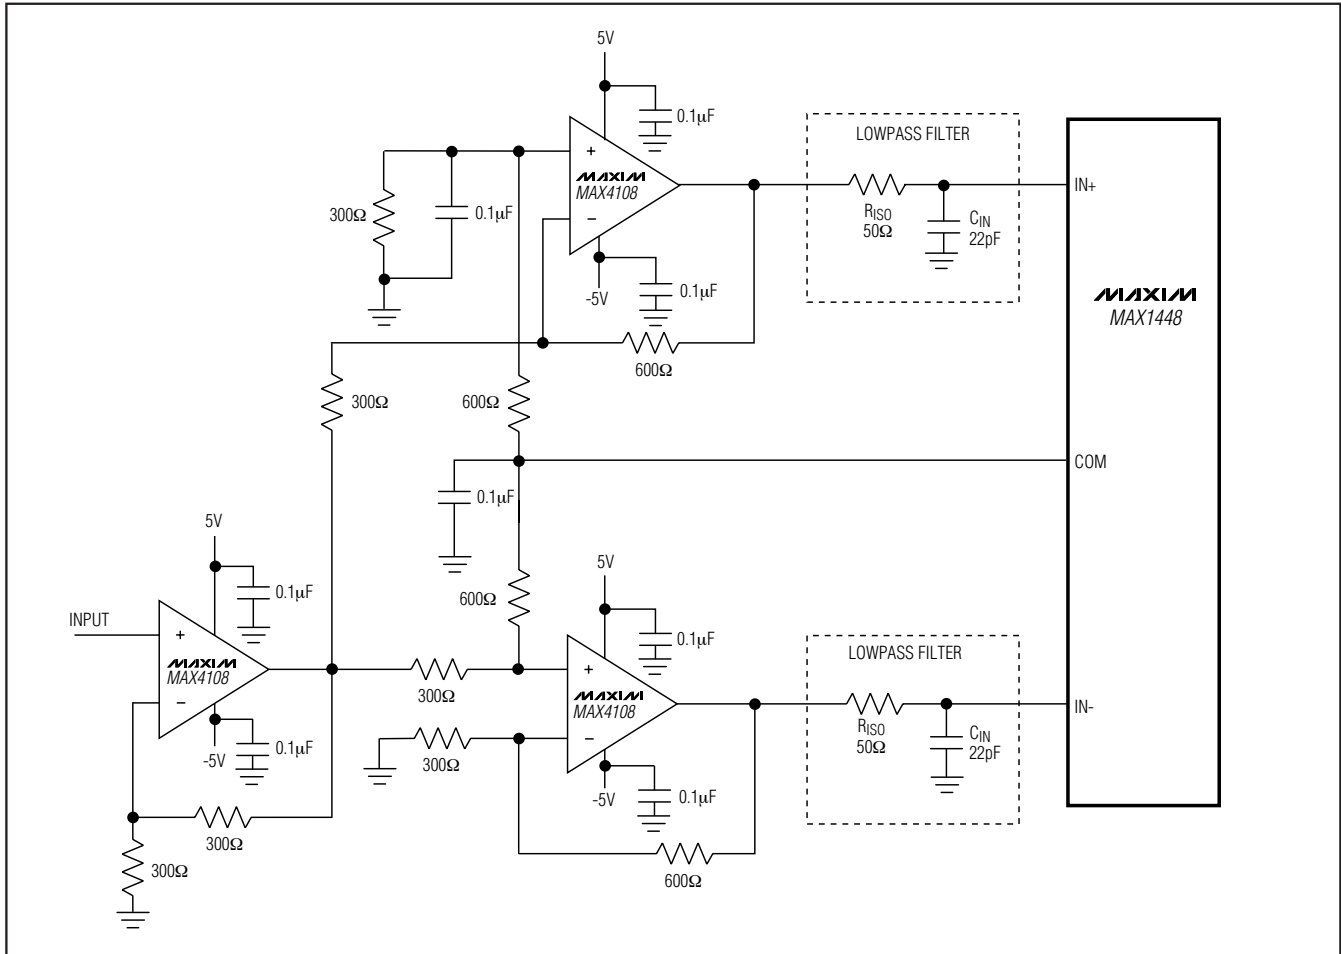 5V
0.1µF
LOWPASS FILTER
+
MAXIM
MAX4108
IN+
300Ω
0.1µF
RISO
50Ω
CIN
22pF
−
-5V
0.1µF
MAXIM
MAX1448
600Ω
300Ω
600Ω
COM
0.1µF
5V
0.1µF
5V
600Ω
INPUT
+
0.1µF
LOWPASS FILTER
MAXIM
MAX4108
+
300Ω
MAXIM
MAX4108
IN-
−
RISO
50Ω
CIN
22pF
-5V
0.1µF
300Ω
−
-5V
0.1µF
300Ω
300Ω
600Ω